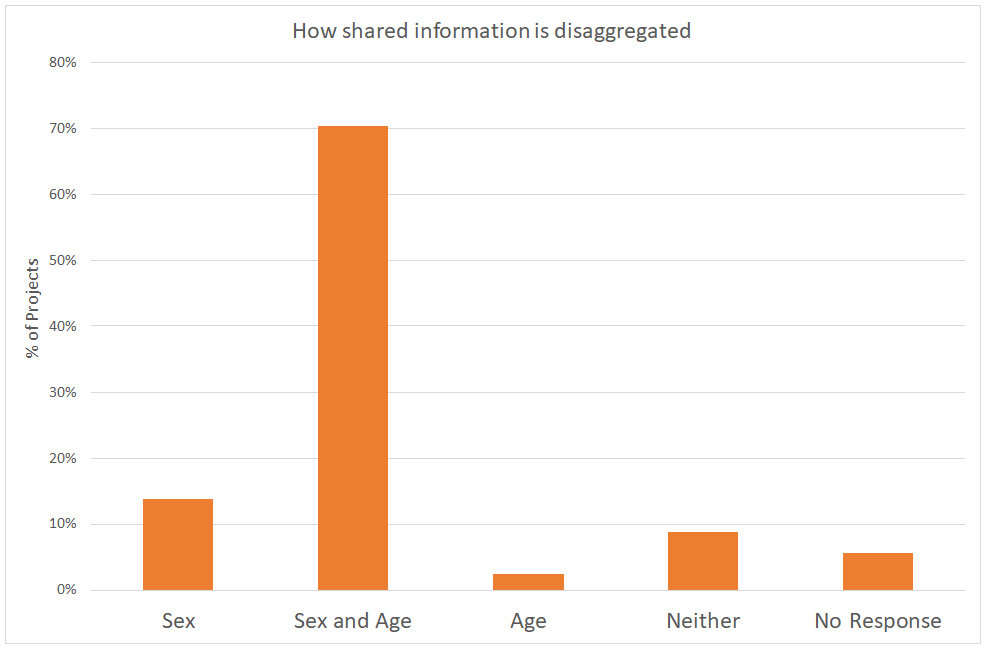 How shared information is disaggregated
80%
70%
60%
50%
40%
30%
20%
10%
0%
% of Projects
Sex
Sex and Age
Age
Neither
No Response